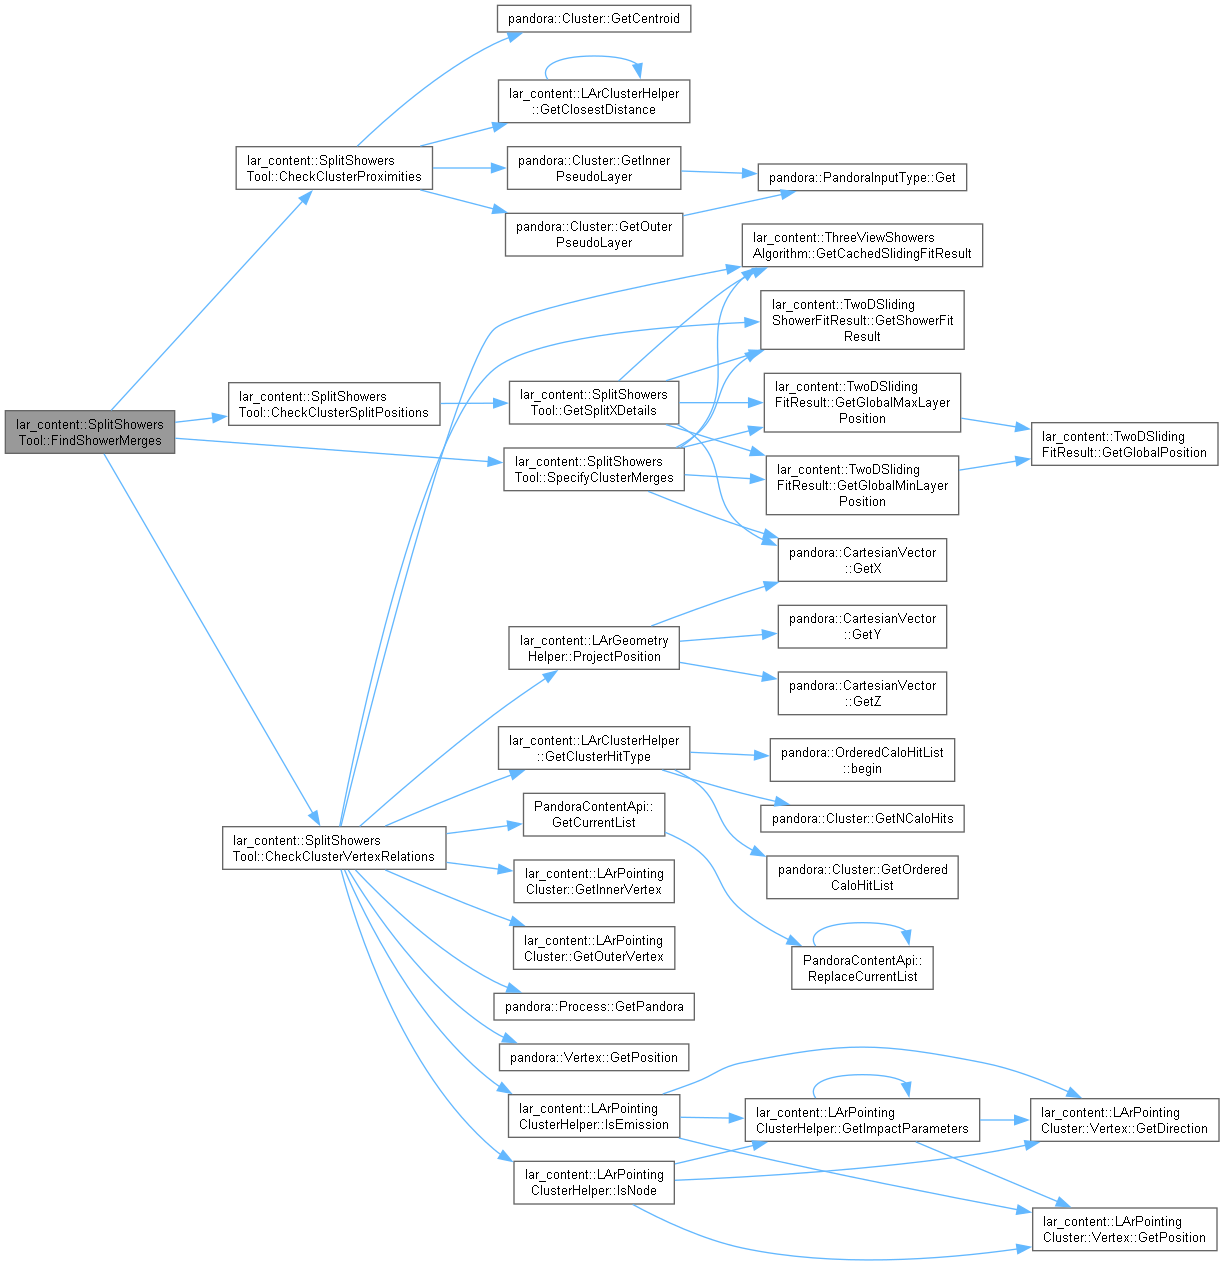 pandora::Cluster::GetCentroid
lar_content::LArClusterHelper
::GetClosestDistance
lar_content::SplitShowers
Tool::CheckClusterProximities
pandora::Cluster::GetInner
PseudoLayer
pandora::PandoraInputType::Get
pandora::Cluster::GetOuter
PseudoLayer
lar_content::ThreeViewShowers
Algorithm::GetCachedSlidingFitResult
lar_content::TwoDSliding
ShowerFitResult::GetShowerFit
Result
lar_content::SplitShowers
Tool::CheckClusterSplitPositions
lar_content::SplitShowers
Tool::GetSplitXDetails
lar_content::TwoDSliding
FitResult::GetGlobalMaxLayer
Position
lar_content::SplitShowers
Tool::FindShowerMerges
lar_content::TwoDSliding
FitResult::GetGlobalPosition
lar_content::SplitShowers
Tool::SpecifyClusterMerges
lar_content::TwoDSliding
FitResult::GetGlobalMinLayer
Position
pandora::CartesianVector
::GetX
pandora::CartesianVector
::GetY
lar_content::LArGeometry
Helper::ProjectPosition
pandora::CartesianVector
::GetZ
lar_content::LArClusterHelper
::GetClusterHitType
pandora::OrderedCaloHitList
::begin
PandoraContentApi::
GetCurrentList
pandora::Cluster::GetNCaloHits
lar_content::SplitShowers
Tool::CheckClusterVertexRelations
lar_content::LArPointing
Cluster::GetInnerVertex
pandora::Cluster::GetOrdered
CaloHitList
lar_content::LArPointing
Cluster::GetOuterVertex
PandoraContentApi::
ReplaceCurrentList
pandora::Process::GetPandora
pandora::Vertex::GetPosition
lar_content::LArPointing
ClusterHelper::IsEmission
lar_content::LArPointing
ClusterHelper::GetImpactParameters
lar_content::LArPointing
Cluster::Vertex::GetDirection
lar_content::LArPointing
ClusterHelper::IsNode
lar_content::LArPointing
Cluster::Vertex::GetPosition